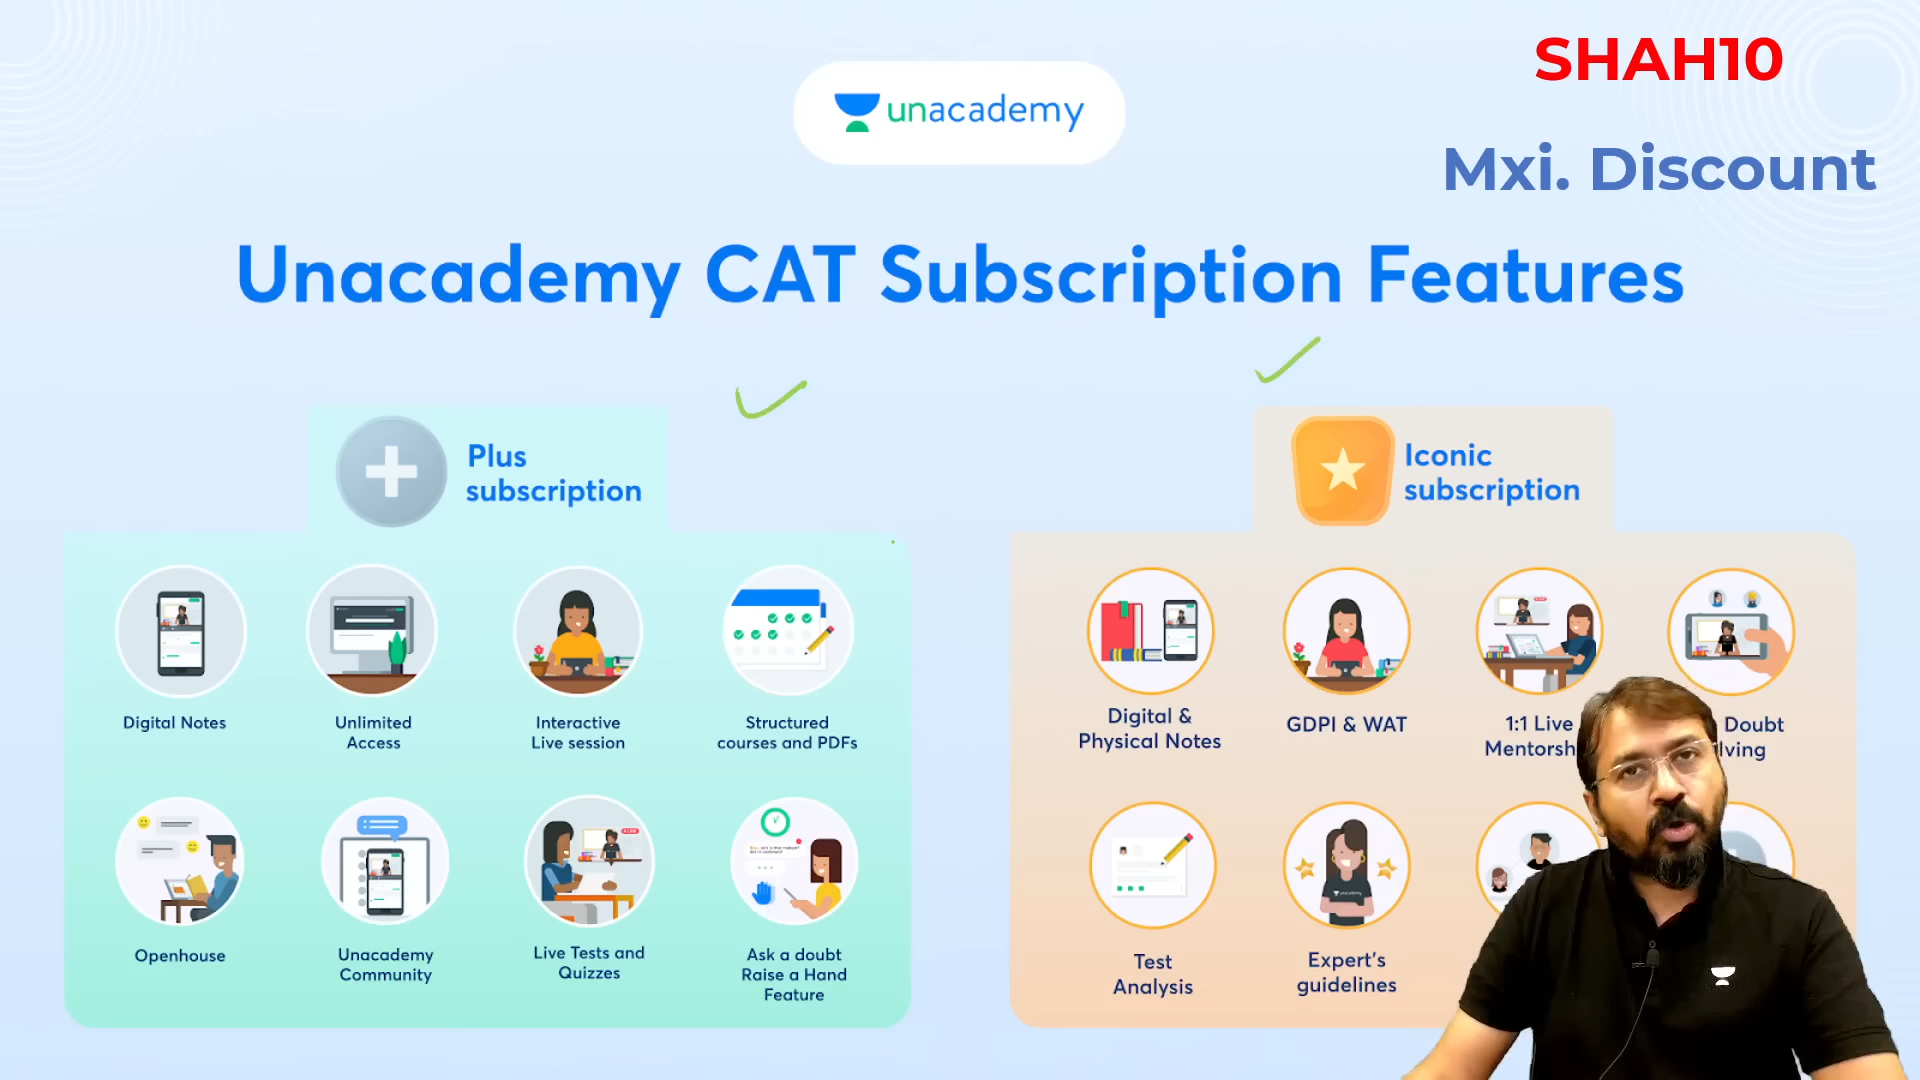 SHAH10
unacademy
Mxi. Discount
Unacademy CAT Subscription Features
Plus
subscription
Digital Notes
Unlimited
Access
Interactive
Live session
Structured
courses and PDFs
Openhouse
Unacademy
Community
Live Tests and
Quizzes
Ask a doubt
Raise a Hand
Feature
Iconic
subscription
Digital &
Physical Notes
GDPI & WAT
1:1 Live
Mentorsh
Doubt
lving
Test
Analysis
Expert's
guidelines